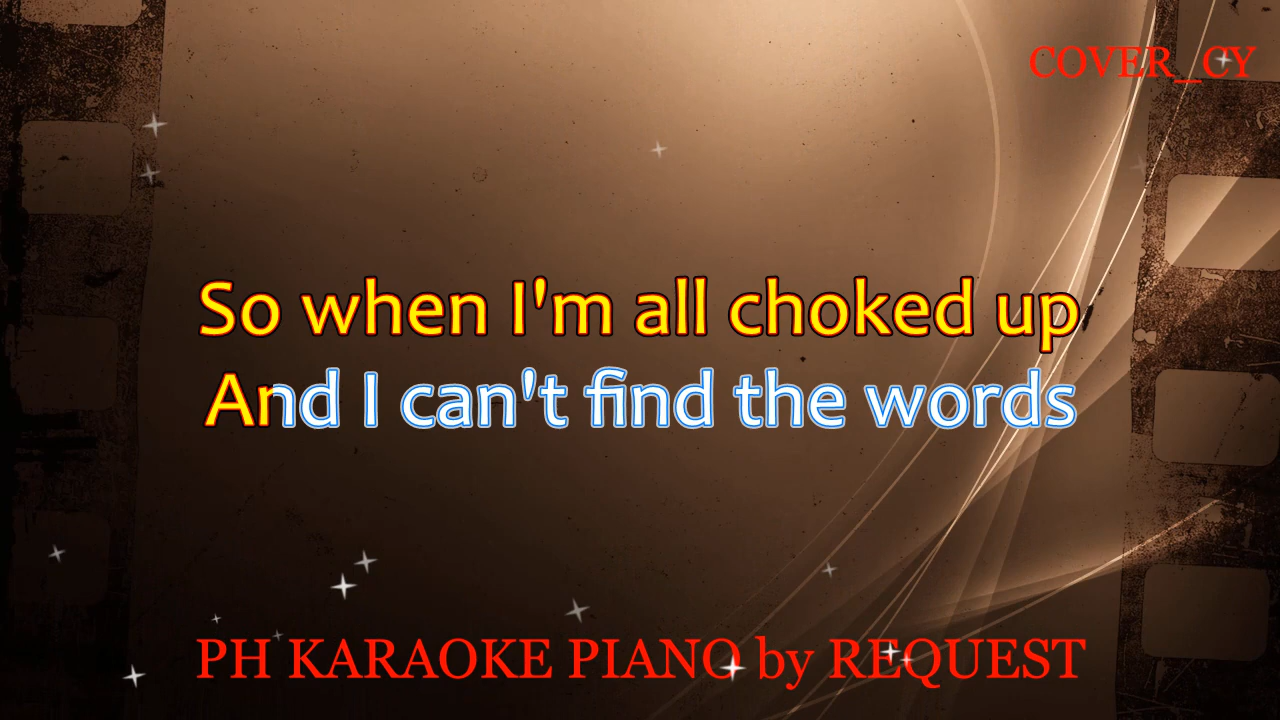 COVER_CY
So when I'm all choked up
And I can't find the words
PH KARAOKE PIANO by REQUEST